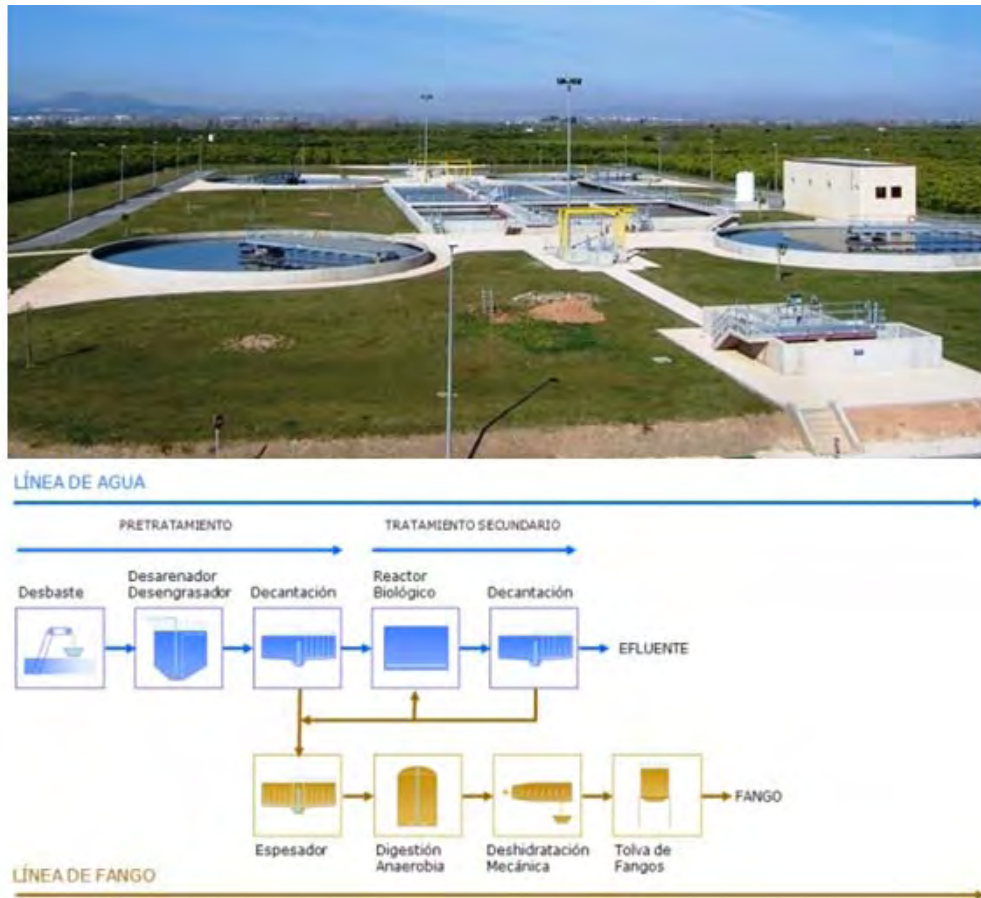 LÍNEA DE AGUA
PRETRATAMIENTO
TRATAMIENTO SECUNDARIO
Desbaste
Desarenador
Desengrasador
Decantación
Reactor
Biológico
Decantación
EFLUENTE
Espesador
Digestión
Anaerobia
Deshidratación
Mecánica
Tolva de
Fangos
FANGO
LÍNEA DE FANGO